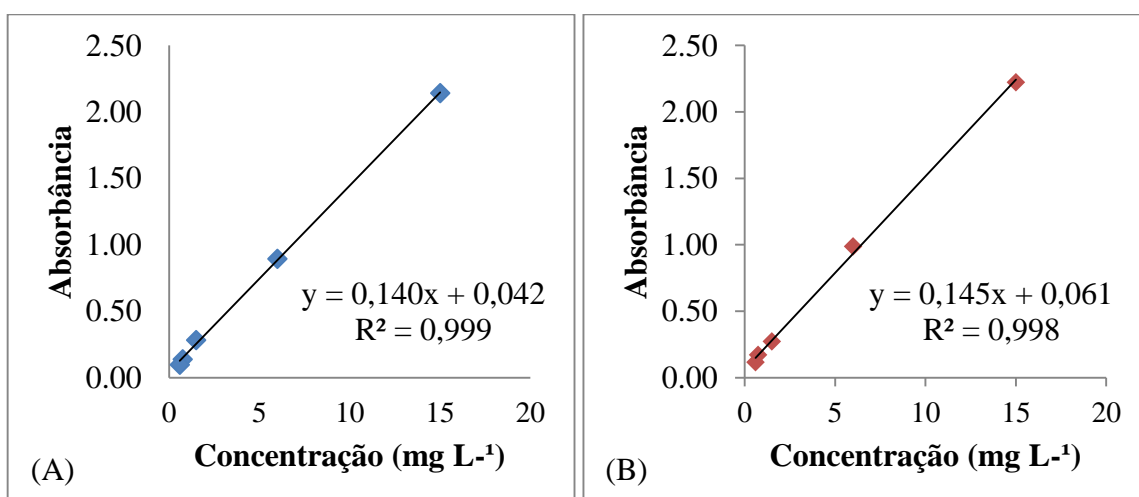 2.50
2.00
1.50
1.00
0.50
0.00
Absorbância
y = 0,140x + 0,042
R² = 0,999
0 5 10 15 20
Concentração (mg L-¹)
(A)
2.50
2.00
1.50
1.00
0.50
0.00
Absorbância
y = 0,145x + 0,061
R² = 0,998
0 5 10 15 20
Concentração (mg L-¹)
(B)